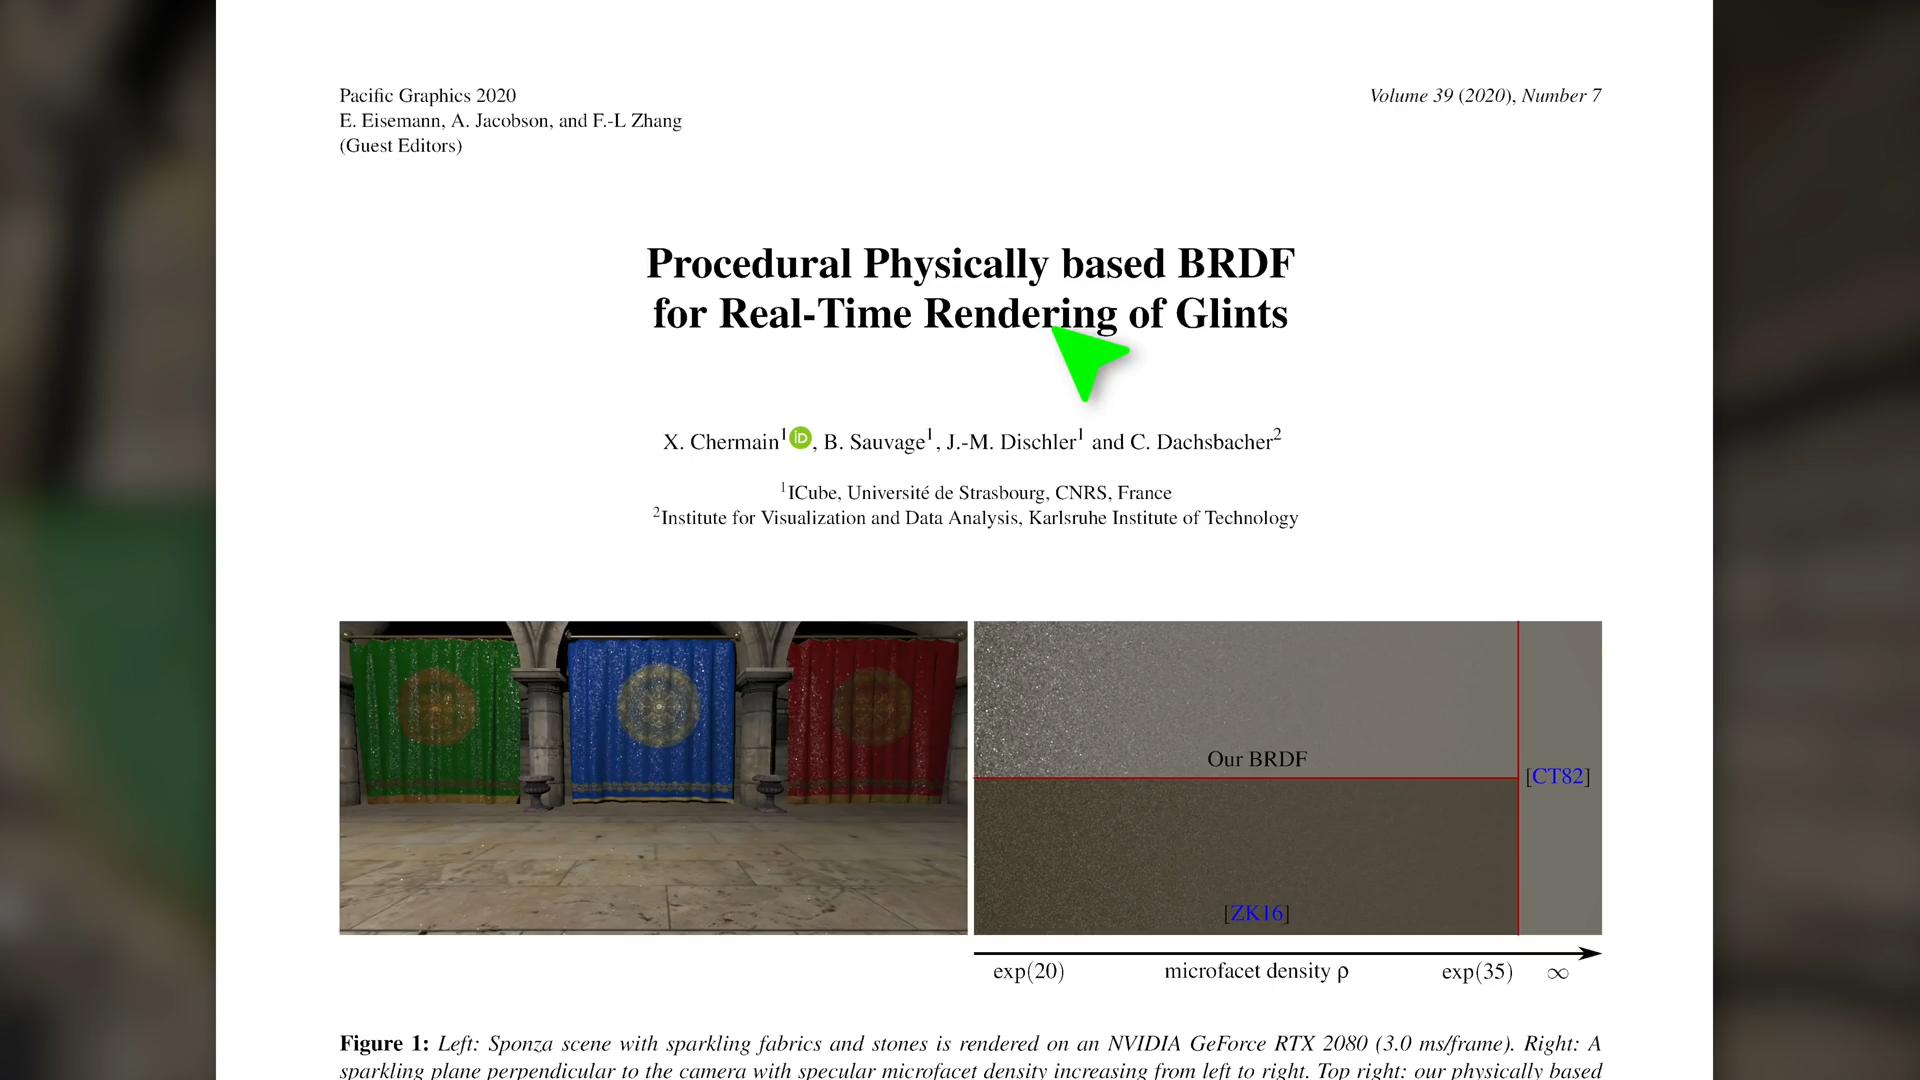 Pacific Graphics 2020
Volume 39 (2020), Number 7
E. Eisemann, A. Jacobson, and F.-L Zhang
(Guest Editors)
Procedural Physically based BRDF
for Real-Time Rendering of Glints
X. Chermain¹ iD, B. Sauvage¹, J.-M. Dischler¹ and C. Dachsbacher²
¹ICube, Université de Strasbourg, CNRS, France
²Institute for Visualization and Data Analysis, Karlsruhe Institute of Technology
Our BRDF
[CT82]
[ZK16]
exp(20) microfacet density ρ exp(35) ∞
Figure 1: Left: Sponza scene with sparkling fabrics and stones is rendered on an NVIDIA GeForce RTX 2080 (3.0 ms/frame). Right: A
sparkling plane perpendicular to the camera with specular microfacet density increasing from left to right. Top right: our physically based